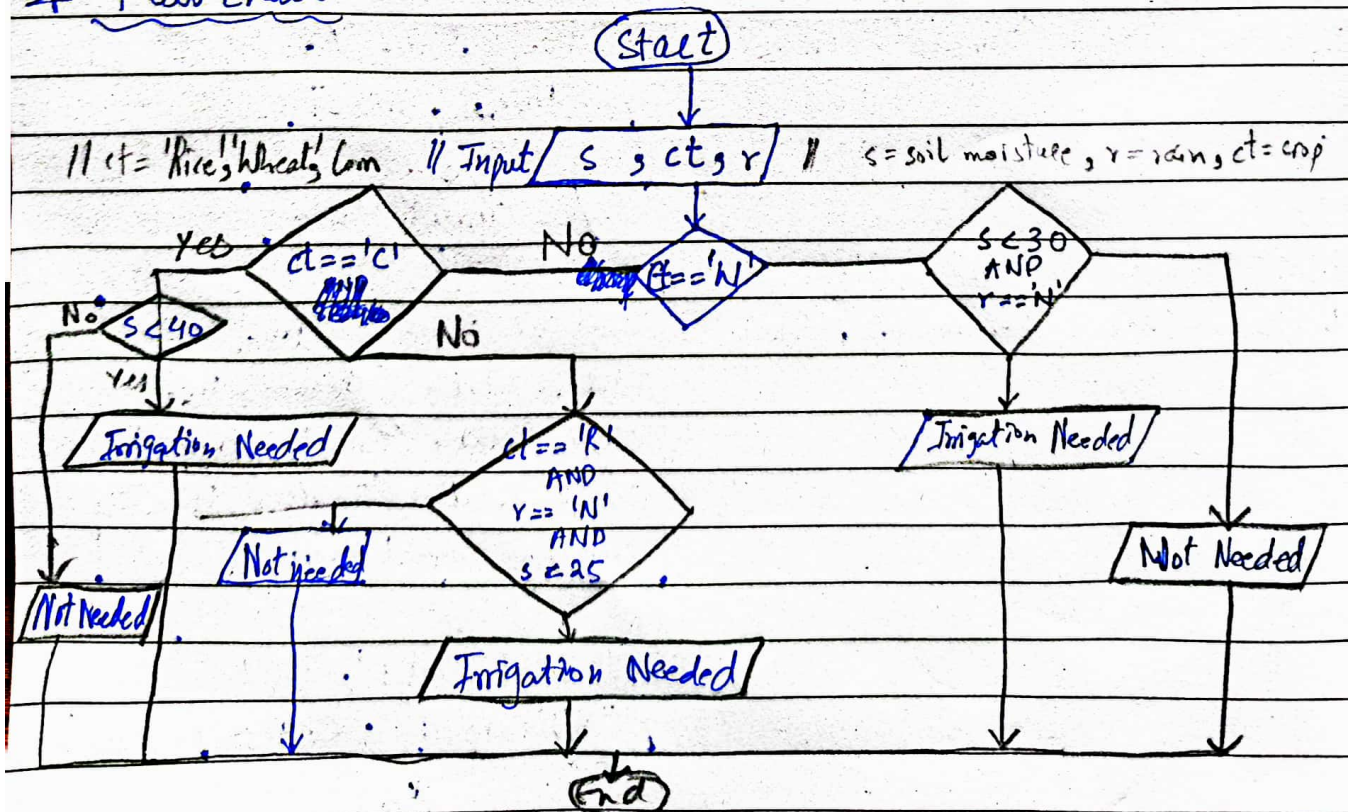 Flow Chart
Start
// ct= 'Rice','Wheat', Corn // Input s , ct, r // s=soil moisture, r=rain, ct=crop
Yes
ct=='C'
No
ct=='W'
s<30
AND
r=='N'
No
s<40
No
Yes
Irrigation Needed
Irrigation Needed
ct=='R'
AND
r== 'N'
AND
s<25
Not needed
Not Needed
Not Needed
Irrigation Needed
End